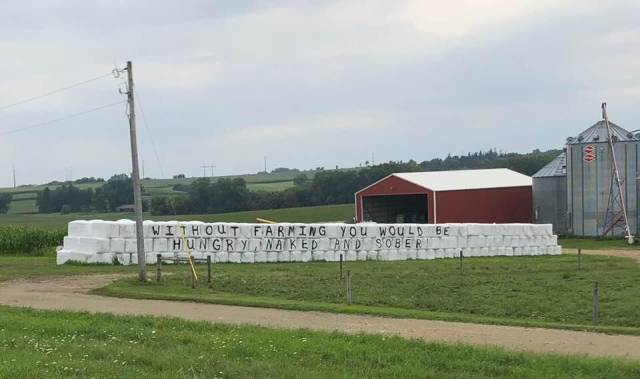 WITHOUT FARMING YOU WOULD BE
HUNGRY, NAKED AND SOBER